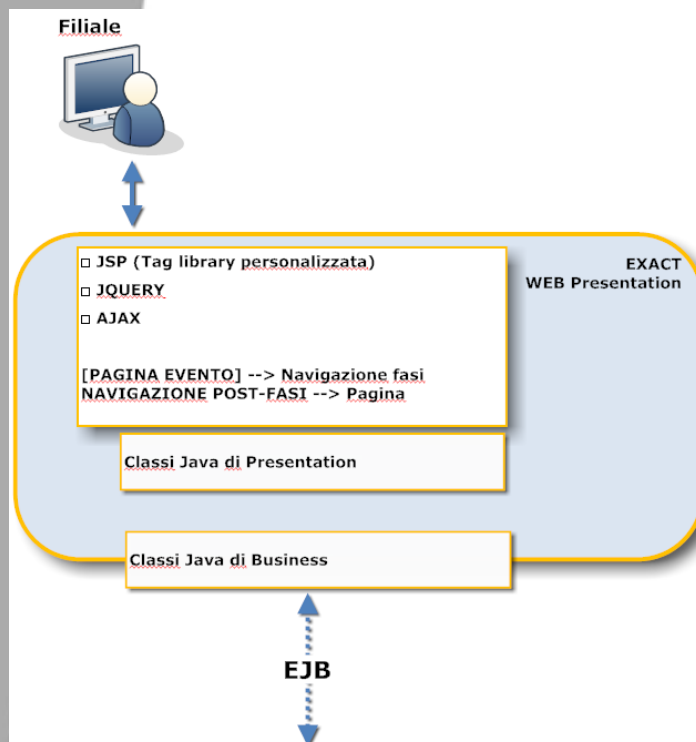 Filiale
EXACT
WEB Presentation
□ JSP (Tag library personalizzata)
□ JQUERY
□ AJAX
[PAGINA EVENTO] --> Navigazione fasi
NAVIGAZIONE POST-FASI --> Pagina
Classi Java di Presentation
Classi Java di Business
EJB